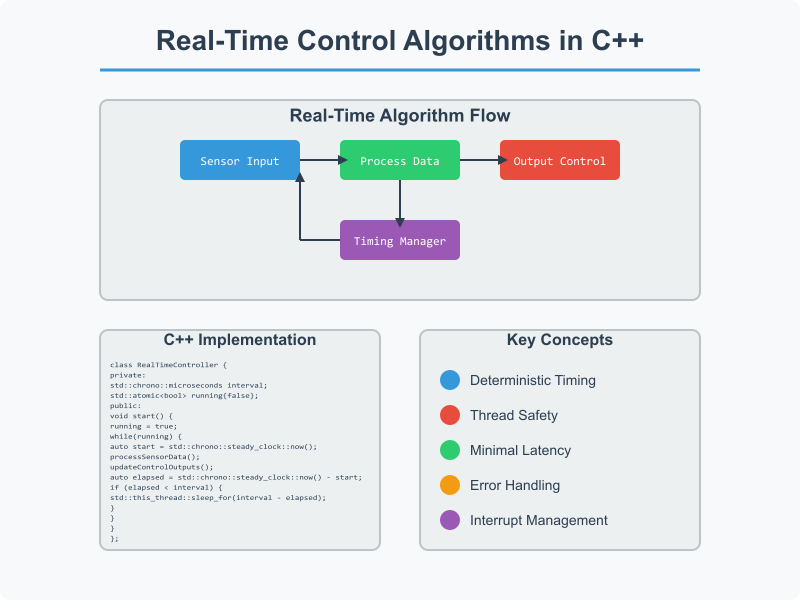 Real-Time Control Algorithms in C++
Real-Time Algorithm Flow
Sensor Input
Process Data
Output Control
Timing Manager
C++ Implementation
class RealTimeController {
private:
std::chrono::microseconds interval;
std::atomic<bool> running{false};
public:
void start() {
running = true;
while(running) {
auto start = std::chrono::steady_clock::now();
processSensorData();
updateControlOutputs();
auto elapsed = std::chrono::steady_clock::now() - start;
if (elapsed < interval) {
std::this_thread::sleep_for(interval - elapsed);
}
}
}
};
Key Concepts
Deterministic Timing
Thread Safety
Minimal Latency
Error Handling
Interrupt Management